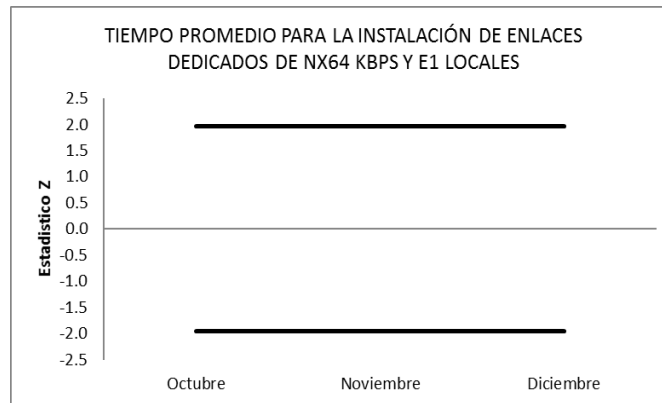 TIEMPO PROMEDIO PARA LA INSTALACIÓN DE ENLACES
DEDICADOS DE NX64 KBPS Y E1 LOCALES
2.5
2.0
1.5
1.0
0.5
0.0
-0.5
-1.0
-1.5
-2.0
-2.5
Estadistico Z
Octubre
Noviembre
Diciembre